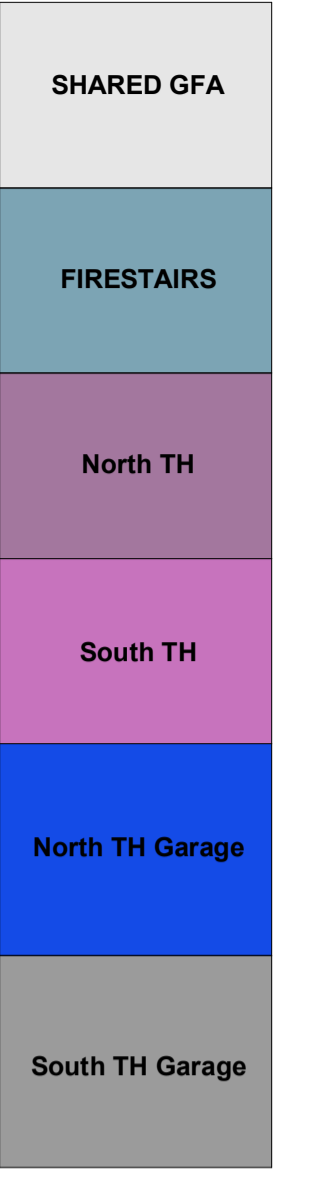 SHARED GFA
FIRESTAIRS
North TH
South TH
North TH Garage
South TH Garage